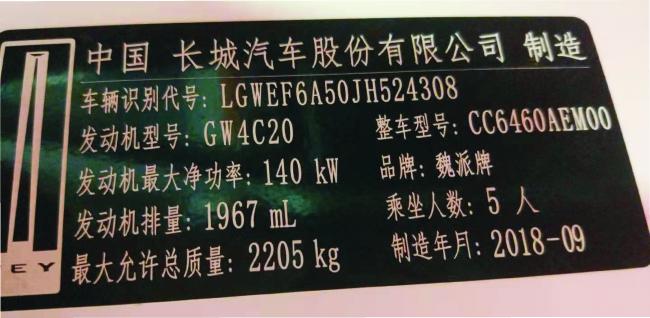 中国 长城汽车股份有限公司 制造
车辆识别代号: LGWEF6A50JH524308
发动机型号: GW4C20 整车型号: CC6460AEM00
发动机最大净功率: 140 kW 品牌: 魏派牌
发动机排量: 1967 mL 乘坐人数: 5 人
最大允许总质量: 2205 kg 制造年月: 2018-09
EY